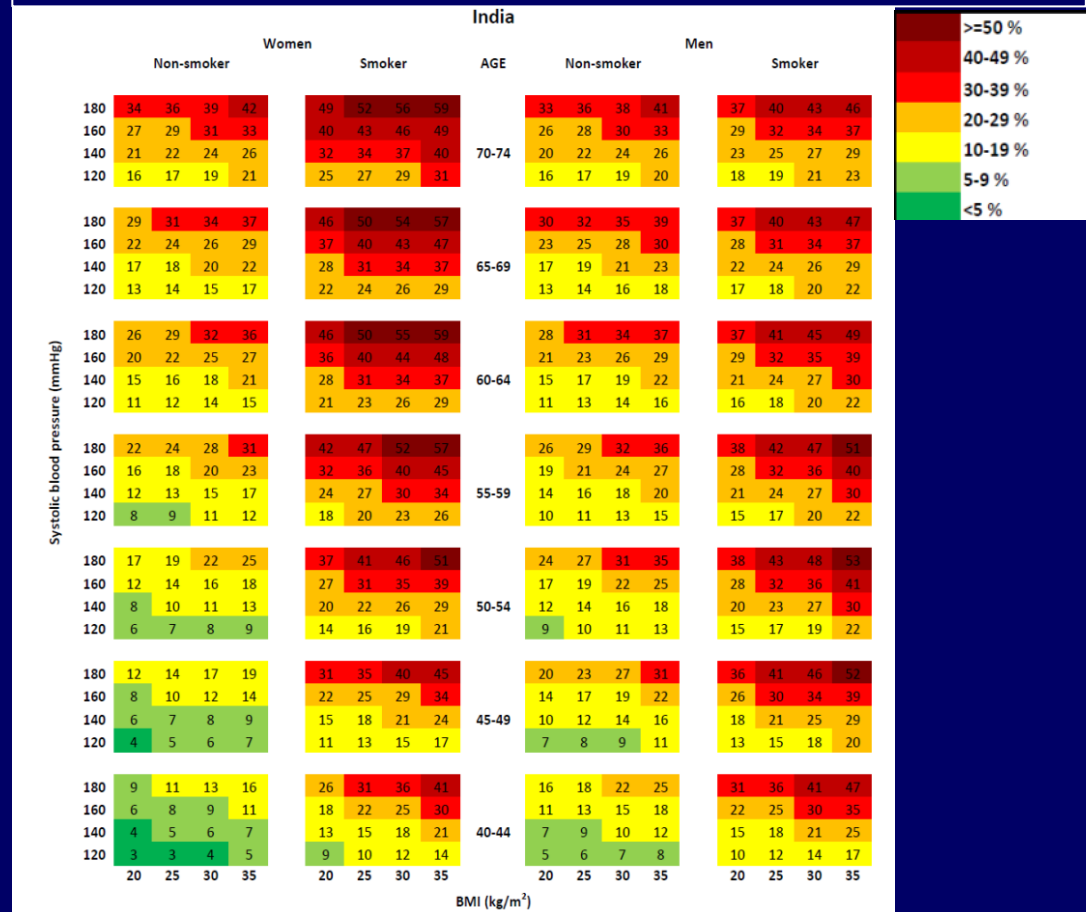 India
Women Men
Non-smoker Smoker AGE Non-smoker Smoker
>=50 %
40-49 %
30-39 %
20-29 %
10-19 %
5-9 %
<5 %
Systolic blood pressure (mmHg)
180 34 36 39 42 49 52 56 59 33 36 38 41 37 40 43 46
160 27 29 31 33 40 43 46 49 26 28 30 33 29 32 34 37
140 21 22 24 26 32 34 37 40 70-74 20 22 24 26 23 25 27 29
120 16 17 19 21 25 27 29 31 16 17 19 20 18 19 21 23
180 29 31 34 37 46 50 54 57 30 32 35 39 37 40 43 47
160 22 24 26 29 37 40 43 47 23 25 28 30 28 31 34 37
140 17 18 20 22 28 31 34 37 65-69 17 19 21 23 22 24 26 29
120 13 14 15 17 22 24 26 29 13 14 16 18 17 18 20 22
180 26 29 32 36 46 50 55 59 28 31 34 37 37 41 45 49
160 20 22 25 27 36 40 44 48 21 23 26 29 29 32 35 39
140 15 16 18 21 28 31 34 37 60-64 15 17 19 22 21 24 27 30
120 11 12 14 15 21 23 26 29 11 13 14 16 16 18 20 22
180 22 24 28 31 42 47 52 57 26 29 32 36 38 42 47 51
160 16 18 20 23 32 36 40 45 19 21 24 27 28 32 36 40
140 12 13 15 17 24 27 30 34 55-59 14 16 18 20 21 24 27 30
120 8 9 11 12 18 20 23 26 10 11 13 15 15 17 20 22
180 17 19 22 25 37 41 46 51 24 27 31 35 38 43 48 53
160 12 14 16 18 27 31 35 39 17 19 22 25 28 32 36 41
140 8 10 11 13 20 22 26 29 50-54 12 14 16 18 20 23 27 30
120 6 7 8 9 14 16 19 21 9 10 11 13 15 17 19 22
180 12 14 17 19 31 35 40 45 20 23 27 31 36 41 46 52
160 8 10 12 14 22 25 29 34 14 17 19 22 26 30 34 39
140 6 7 8 9 15 18 21 24 45-49 10 12 14 16 18 21 25 29
120 4 5 6 7 11 13 15 17 7 8 9 11 13 15 18 20
180 9 11 13 16 26 31 36 41 16 18 22 25 31 36 41 47
160 6 8 9 11 18 22 25 30 11 13 15 18 22 25 30 35
140 4 5 6 7 13 15 18 21 40-44 7 9 10 12 15 18 21 25
120 3 3 4 5 9 10 12 14 5 6 7 8 10 12 14 17
20 25 30 35 20 25 30 35 20 25 30 35 20 25 30 35
BMI (kg/m²)